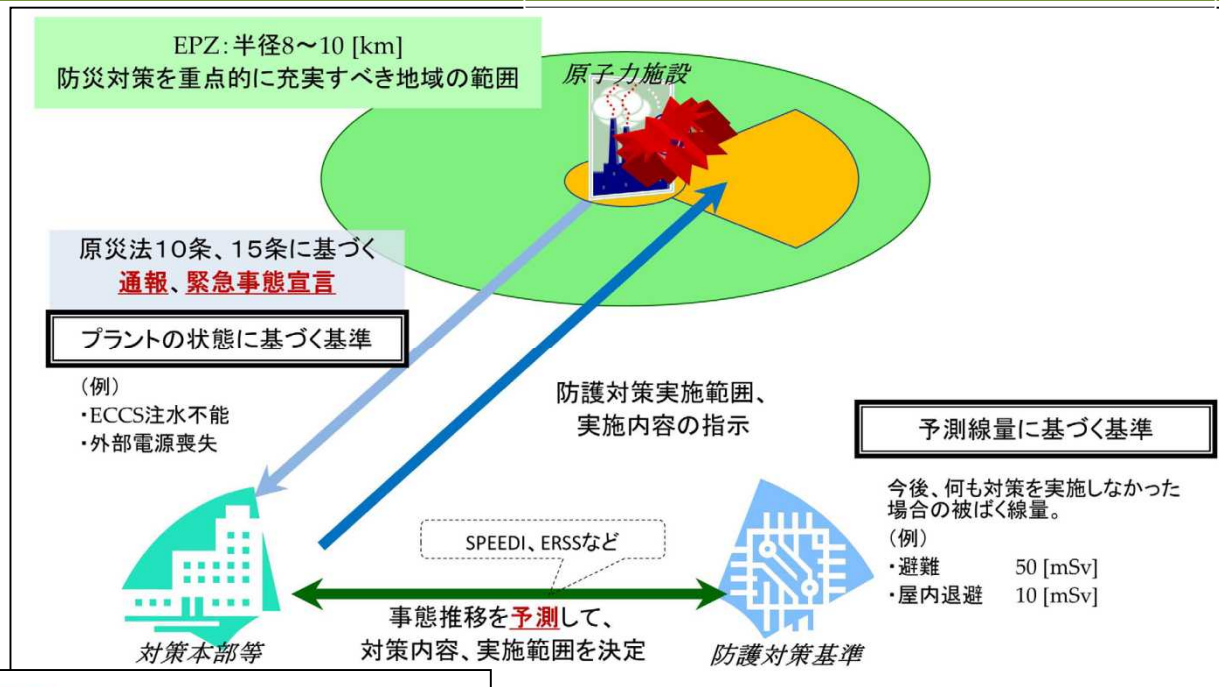 EPZ:半径8～10 [km]
防災対策を重点的に充実すべき地域の範囲
原子力施設
原災法10条、15条に基づく
通報、緊急事態宣言
プラントの状態に基づく基準
(例)
・ECCS注水不能
・外部電源喪失
防護対策実施範囲、
実施内容の指示
予測線量に基づく基準
今後、何も対策を実施しなかった
場合の被ばく線量。
(例)
・避難 50 [mSv]
・屋内退避 10 [mSv]
SPEEDI、ERSSなど
事態推移を予測して、
対策内容、実施範囲を決定
対策本部等
防護対策基準